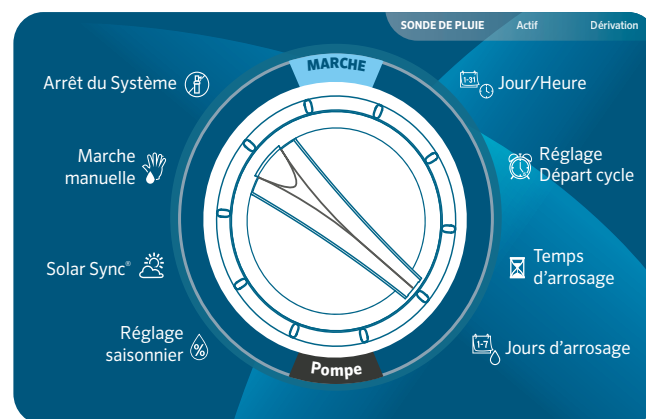 SONDE DE PLUIE Actif Dérivation
MARCHE
Arrêt du Système
Jour/Heure
1-31
Marche
manuelle
Réglage
Départ cycle
Solar Sync®
Temps
d'arrosage
Réglage
saisonnier
%
1-7
Jours d'arrosage
Pompe